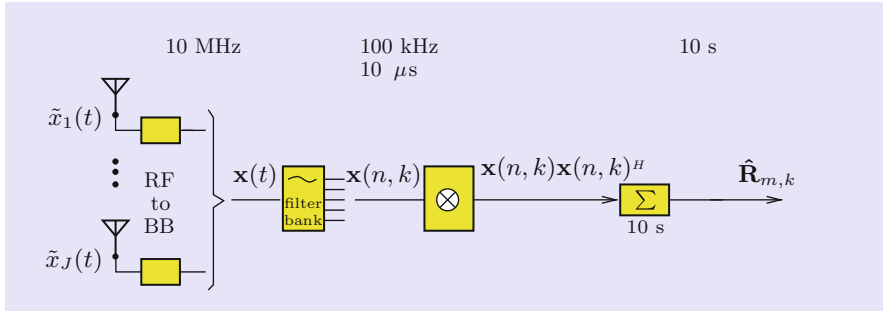 10 MHz 100 kHz 10 s
10 μs
x̃₁(t)
RF
to
BB
x̃_J(t)
x(t)
filter
bank
x(n, k)
⊗
x(n, k)x(n, k)ᴴ
Σ
10 s
R̂_{m,k}